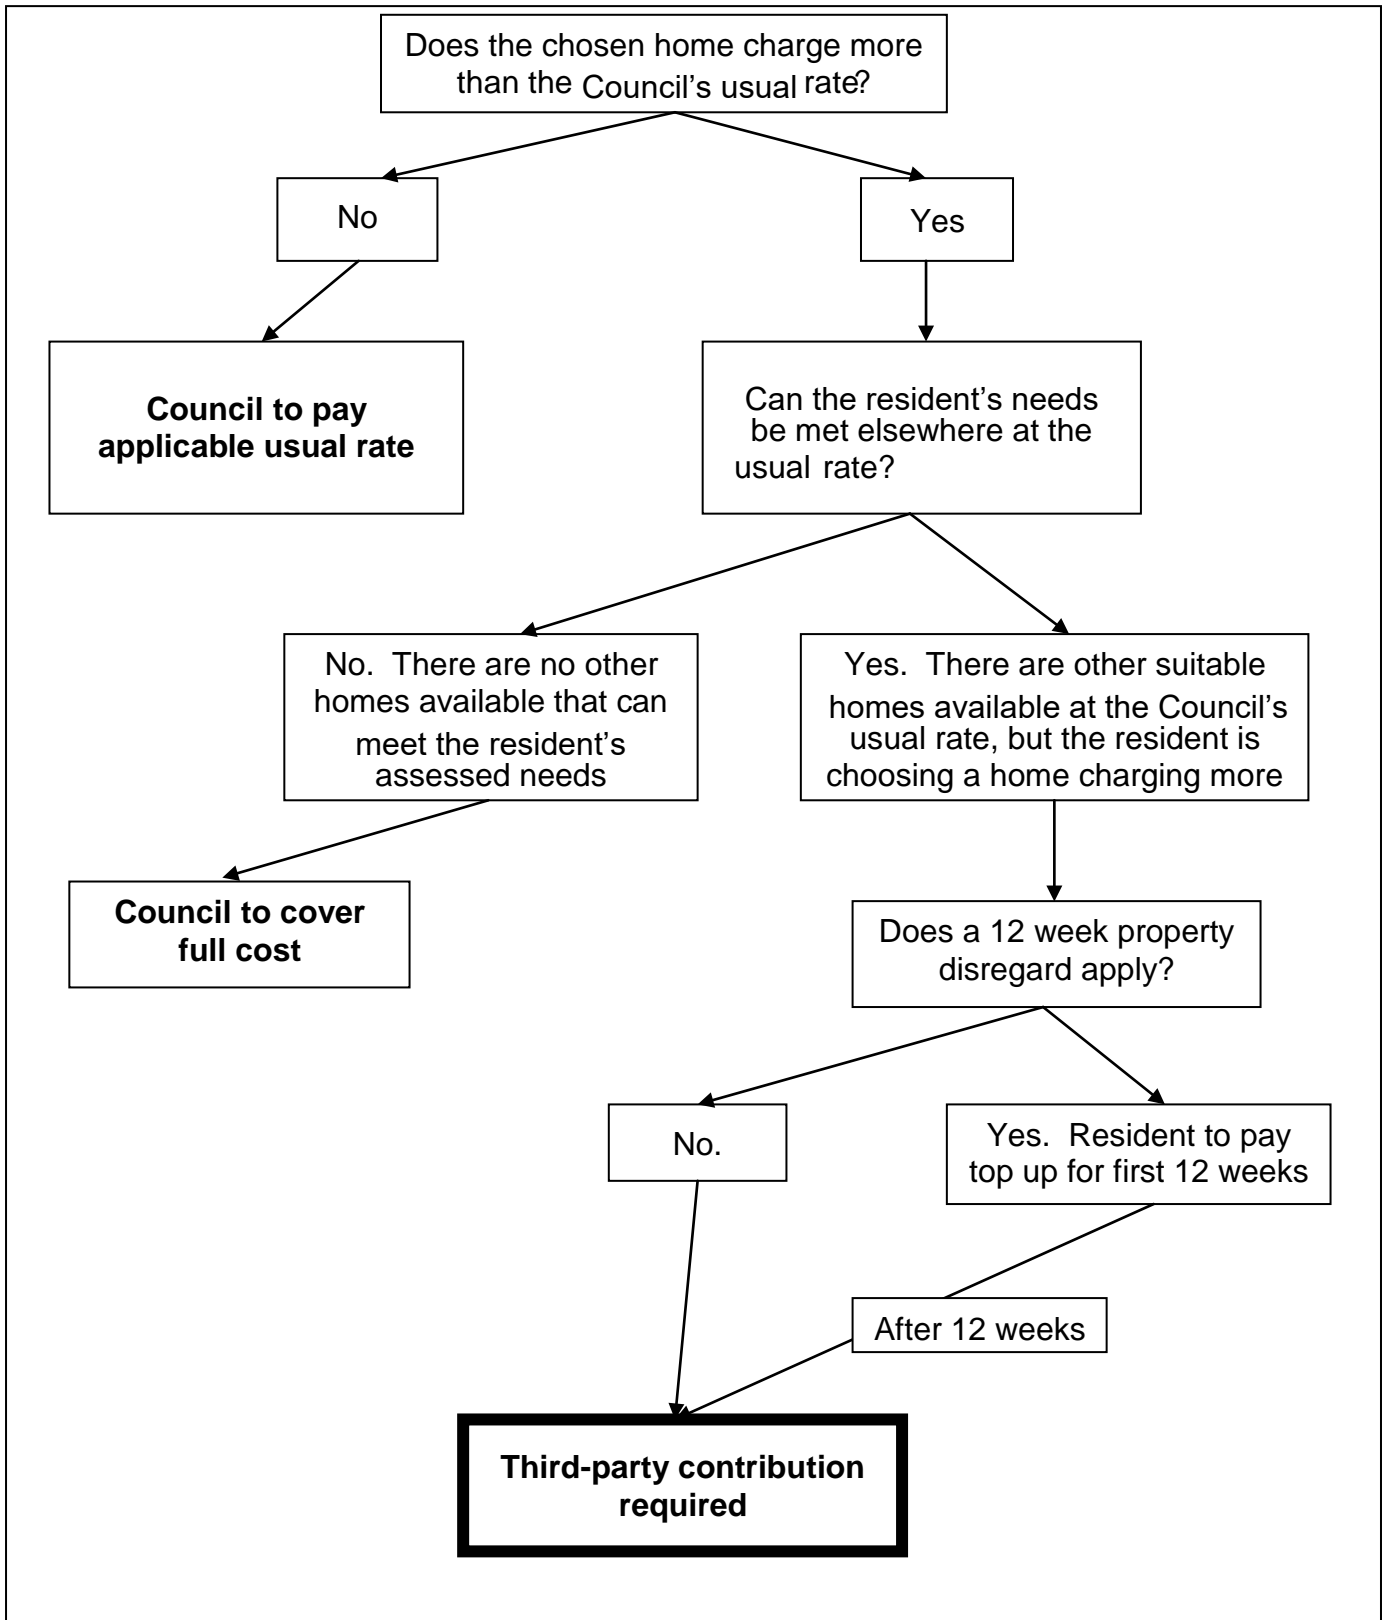 Does the chosen home charge more
than the Council's usual rate?
No
Yes
Council to pay
applicable usual rate
Can the resident's needs
be met elsewhere at the
usual rate?
No. There are no other
homes available that can
meet the resident's
assessed needs
Yes. There are other suitable
homes available at the Council's
usual rate, but the resident is
choosing a home charging more
Council to cover
full cost
Does a 12 week property
disregard apply?
No.
Yes. Resident to pay
top up for first 12 weeks
After 12 weeks
Third-party contribution
required